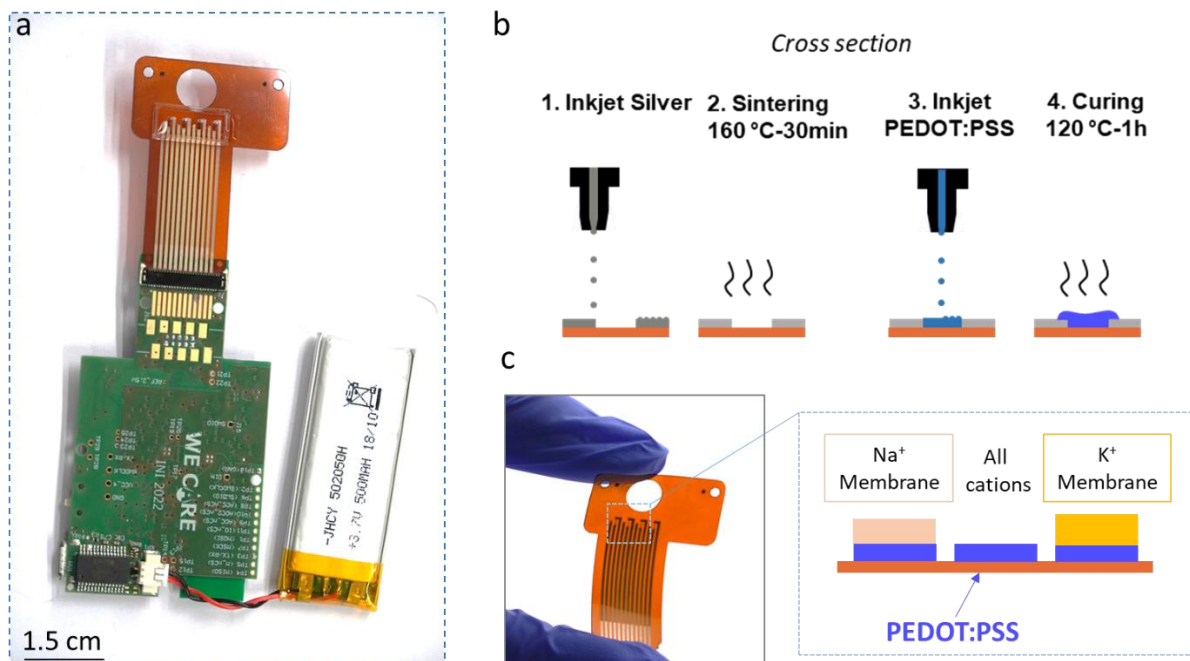 a
1.5 cm
WE CARE
INI 2022
-JHCY 502050H
+3.7V 500MAH 18/10
b
Cross section
1. Inkjet Silver
2. Sintering
160 ºC-30min
3. Inkjet
PEDOT:PSS
4. Curing
120 ºC-1h
c
Na⁺
Membrane
All
cations
K⁺
Membrane
PEDOT:PSS